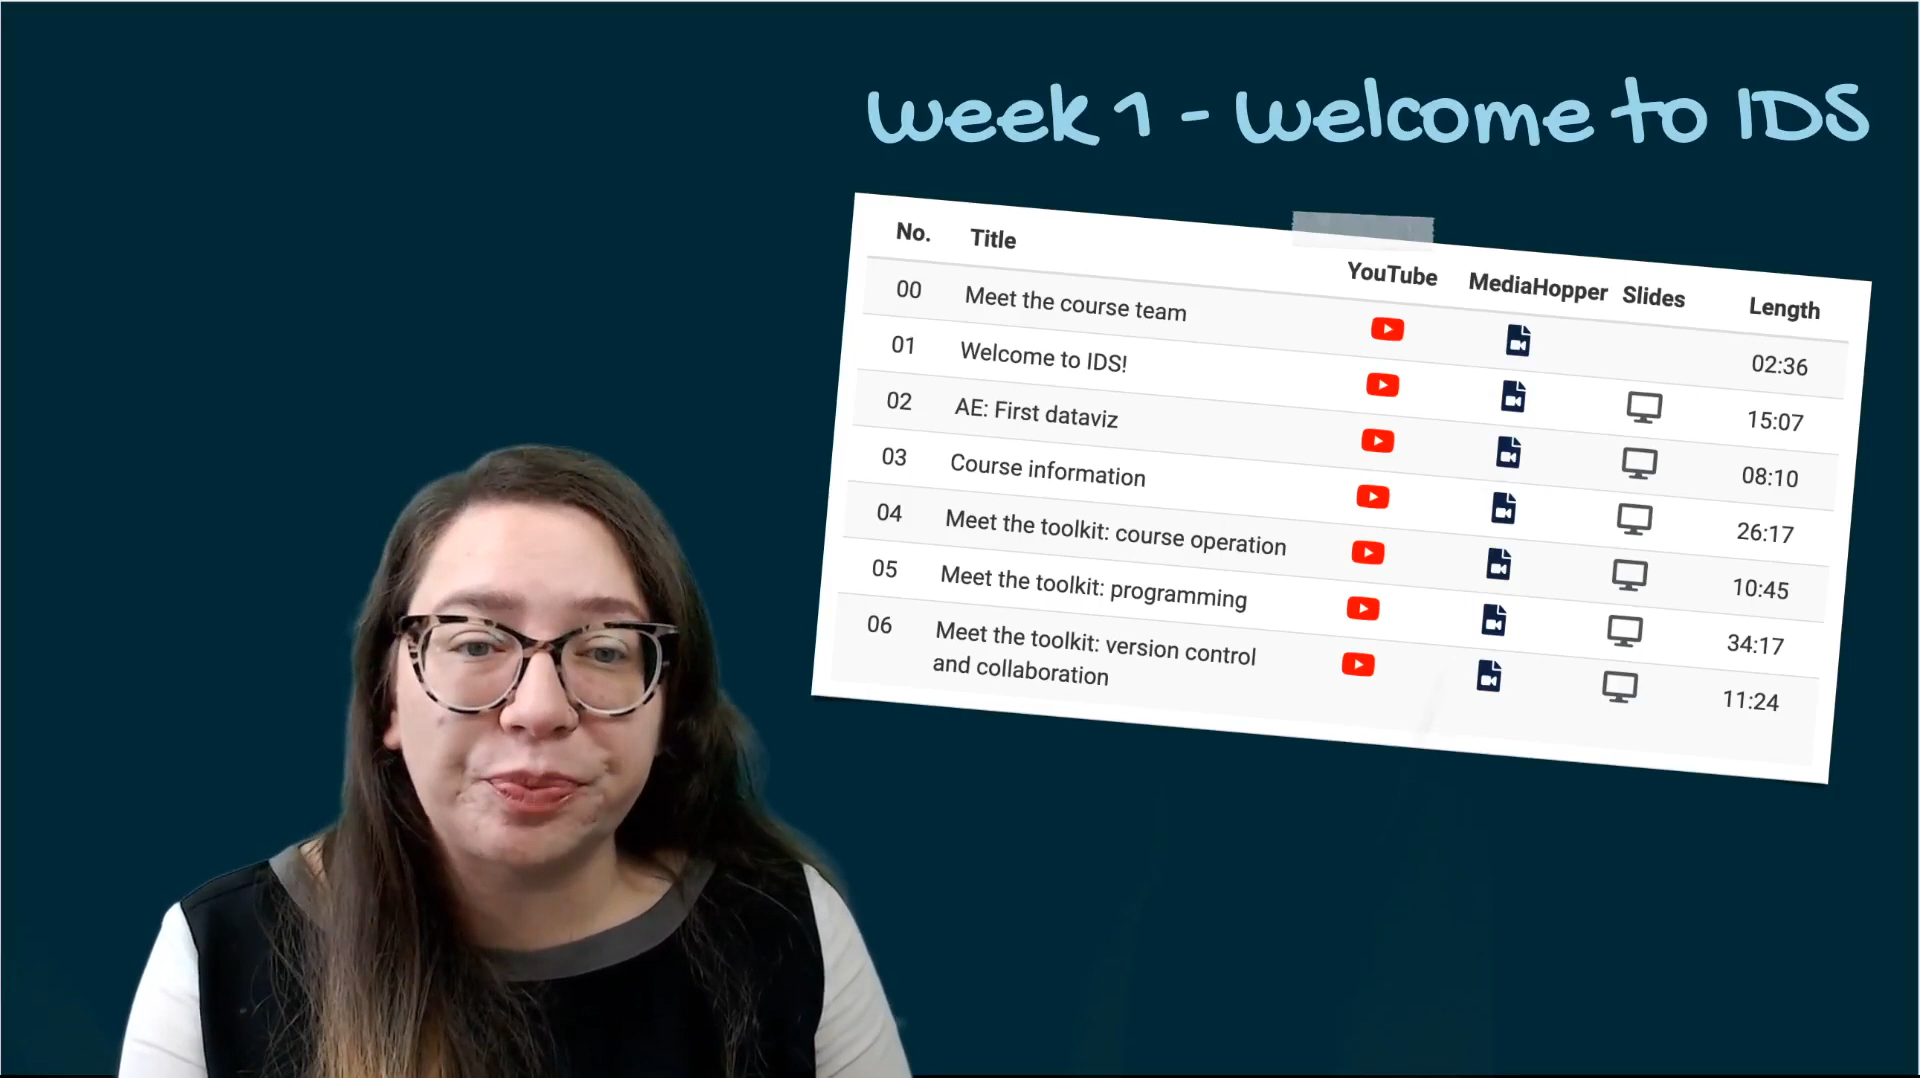 Week 1 - Welcome to IDS
No. Title YouTube MediaHopper Slides Length
00 Meet the course team 02:36
01 Welcome to IDS! 15:07
02 AE: First dataviz 08:10
03 Course information 26:17
04 Meet the toolkit: course operation 10:45
05 Meet the toolkit: programming 34:17
06 Meet the toolkit: version control 11:24
and collaboration